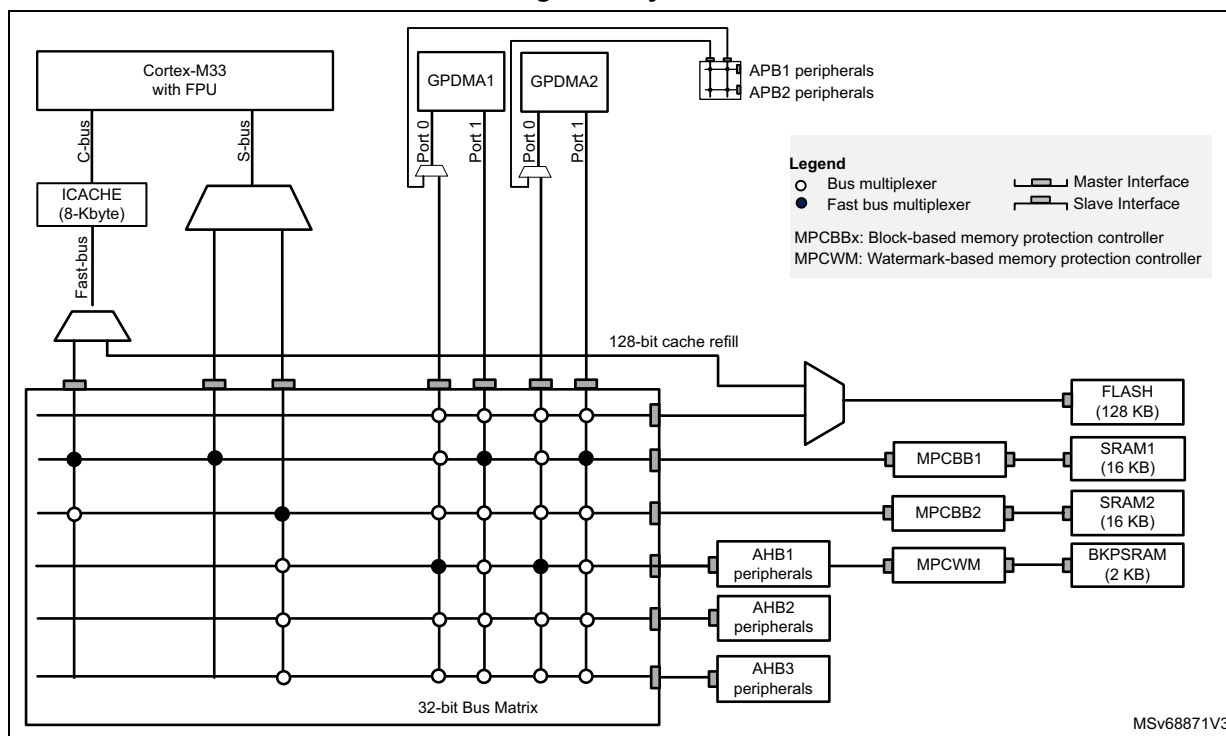 Cortex-M33
with FPU
GPDMA1
GPDMA2
APB1 peripherals
APB2 peripherals
C-bus
S-bus
Port 0
Port 1
Port 0
Port 1
Legend
Bus multiplexer
Fast bus multiplexer
Master Interface
Slave Interface
MPCBBx: Block-based memory protection controller
MPCWM: Watermark-based memory protection controller
ICACHE
(8-Kbyte)
Fast-bus
128-bit cache refill
FLASH
(128 KB)
MPCBB1
SRAM1
(16 KB)
MPCBB2
SRAM2
(16 KB)
AHB1
peripherals
MPCWM
BKPSRAM
(2 KB)
AHB2
peripherals
AHB3
peripherals
32-bit Bus Matrix
MSv68871V3